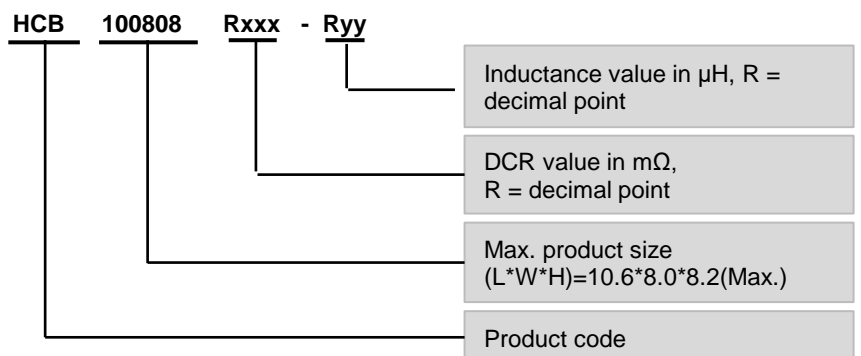 HCB 100808 Rxxx - Ryy
Inductance value in µH, R =
decimal point
DCR value in mΩ,
R = decimal point
Max. product size
(L*W*H)=10.6*8.0*8.2(Max.)
Product code